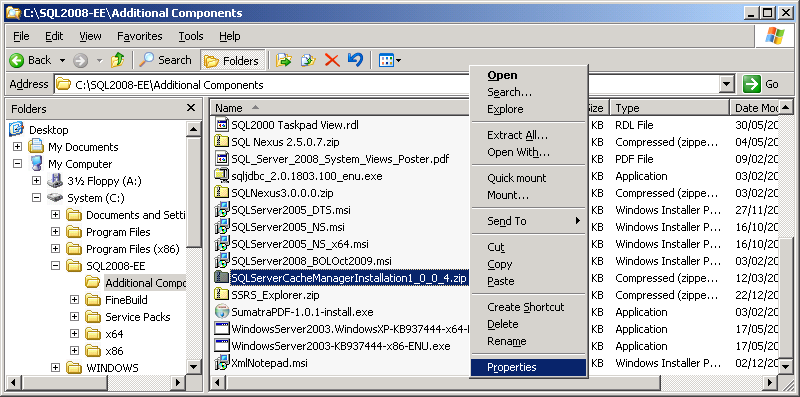 C:\SQL2008-EE\Additional Components
File Edit View Favorites Tools Help
Back Search Folders
Address C:\SQL2008-EE\Additional Components Go
Folders
Desktop
My Documents
My Computer
3½ Floppy (A:)
System (C:)
Documents and Setti
Program Files
Program Files (x86)
SQL2008-EE
Additional Compo
FineBuild
Service Packs
x64
x86
WINDOWS
Name Size Type Date Mod
SQL2000 Taskpad View.rdl KB RDL File 30/05/20
SQL Nexus 2.5.0.7.zip KB Compressed (zippe... 04/05/20
SQL_Server_2008_System_Views_Poster.pdf KB PDF File 03/02/20
sqljdbc_2.0.1803.100_enu.exe KB Application 03/02/20
SQLNexus3.0.0.0.zip KB Compressed (zippe... 03/02/20
SQLServer2005_DTS.msi KB Windows Installer P... 27/11/20
SQLServer2005_NS.msi KB Windows Installer P... 16/10/20
SQLServer2005_NS_x64.msi KB Windows Installer P... 16/10/20
SQLServer2008_BOLOct2009.msi KB Windows Installer P... 03/02/20
SQLServerCacheManagerInstallation1_0_0_4.zip KB Compressed (zippe... 03/02/20
SSRS_Explorer.zip KB Compressed (zippe... 22/12/20
SumatraPDF-1.0.1-install.exe KB Application 03/02/20
WindowsServer2003.WindowsXP-KB937444-x64- KB Application 17/05/20
WindowsServer2003-KB937444-x86-ENU.exe KB Application 17/05/20
XmlNotepad.msi KB Windows Installer P... 02/12/20
Open
Search...
Explore
Extract All...
Open With...
Quick mount
Mount...
Send To
Cut
Copy
Paste
Create Shortcut
Delete
Rename
Properties